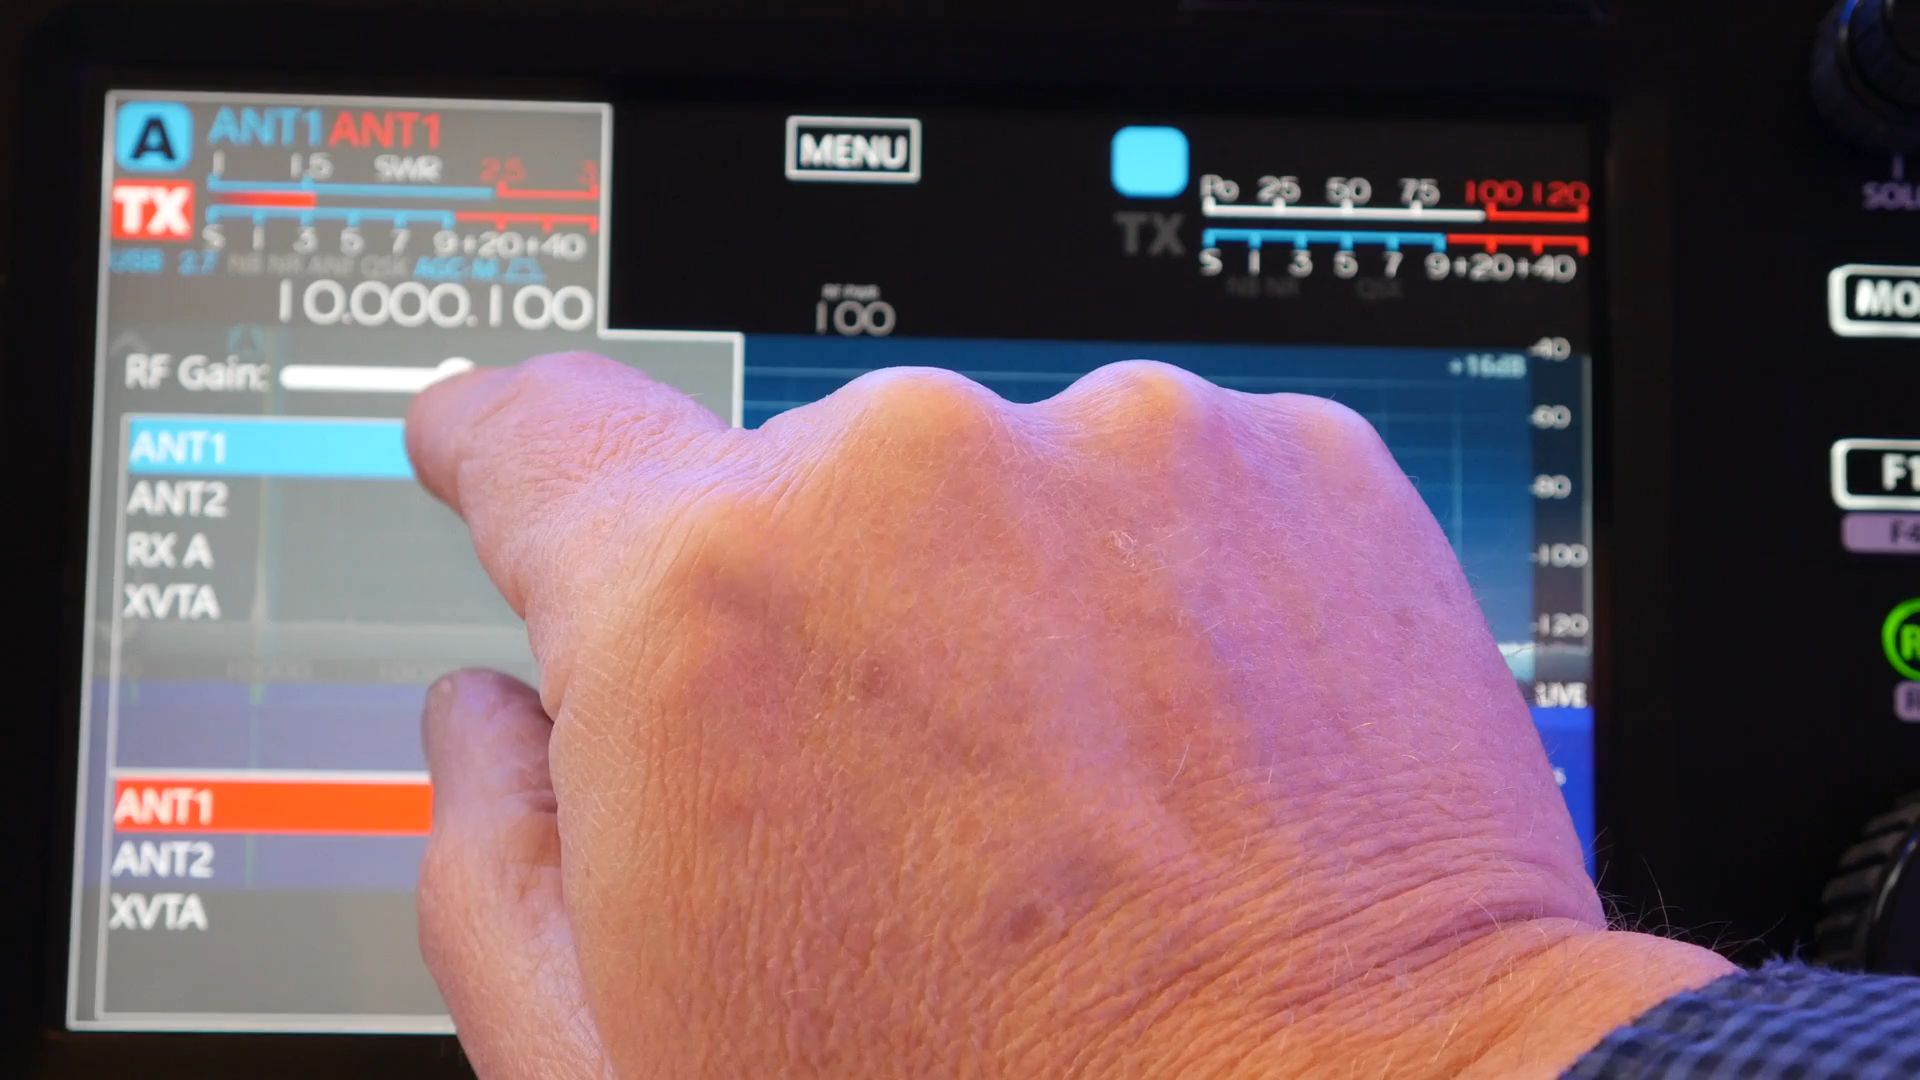 A ANT1 ANT1
1 1.5 SWR 2.5 3
TX
S 1 3 5 7 9 +20 +40
USB 2.7 NB NR ANF QSK AGC-M
10.000.100
RF Gain:
ANT1
ANT2
RX A
XVTA
ANT1
ANT2
XVTA
MENU
RF PWR
100
Po 25 50 75 100 120
TX
S 1 3 5 7 9 +20 +40
NB NR QSK
+16dB
-40
-60
-80
-100
-120
LIVE
F1